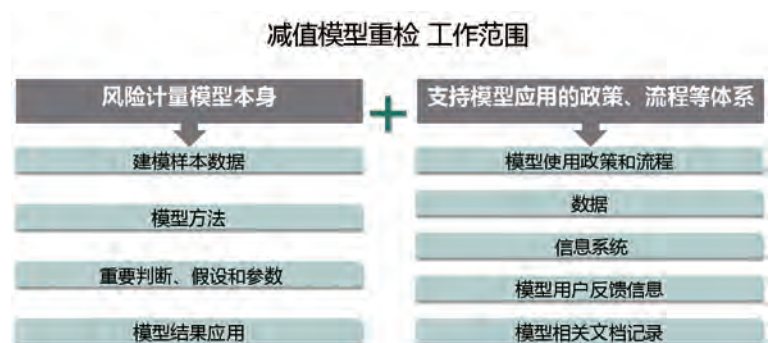 减值模型重检 工作范围
风险计量模型本身
+
支持模型应用的政策、流程等体系
建模样本数据
模型方法
重要判断、假设和参数
模型结果应用
模型使用政策和流程
数据
信息系统
模型用户反馈信息
模型相关文档记录